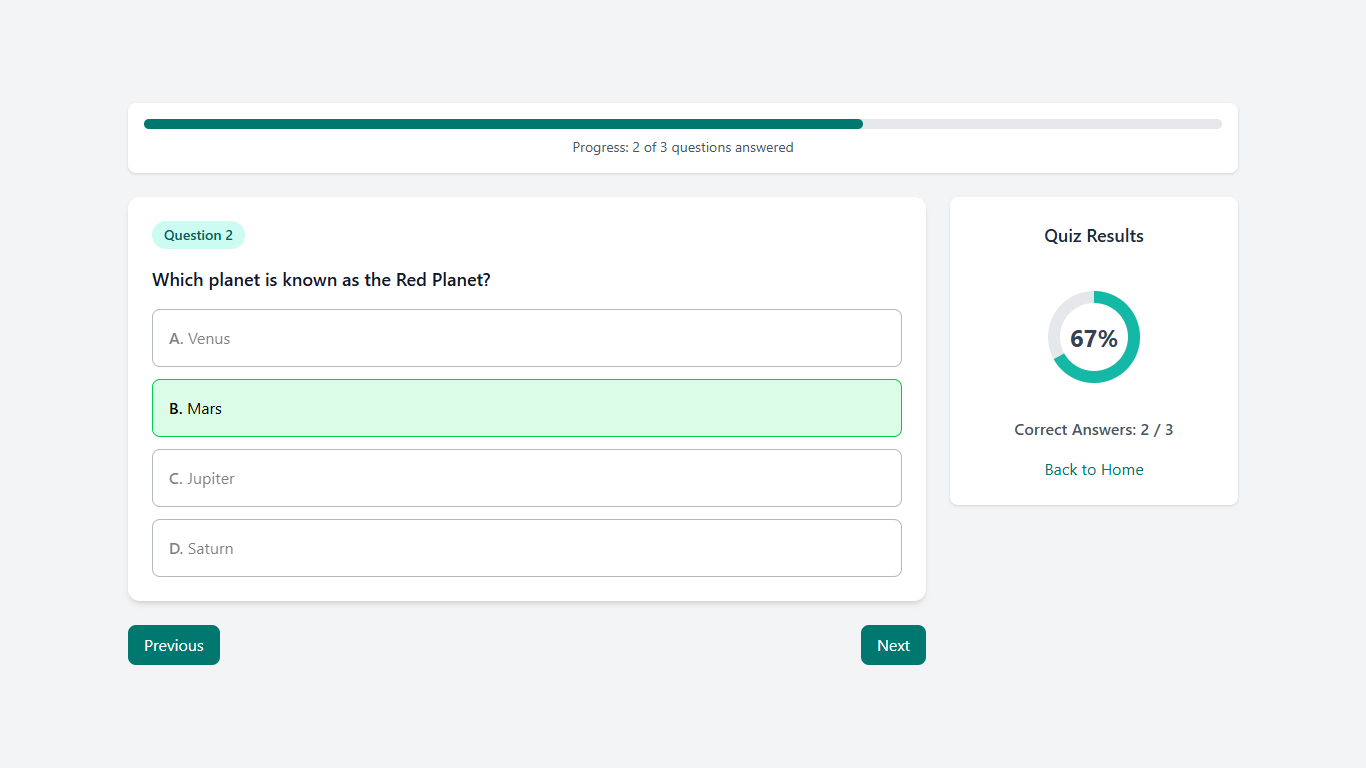 Progress: 2 of 3 questions answered
Question 2
Which planet is known as the Red Planet?
A. Venus
B. Mars
C. Jupiter
D. Saturn
Previous
Next
Quiz Results
67%
Correct Answers: 2 / 3
Back to Home